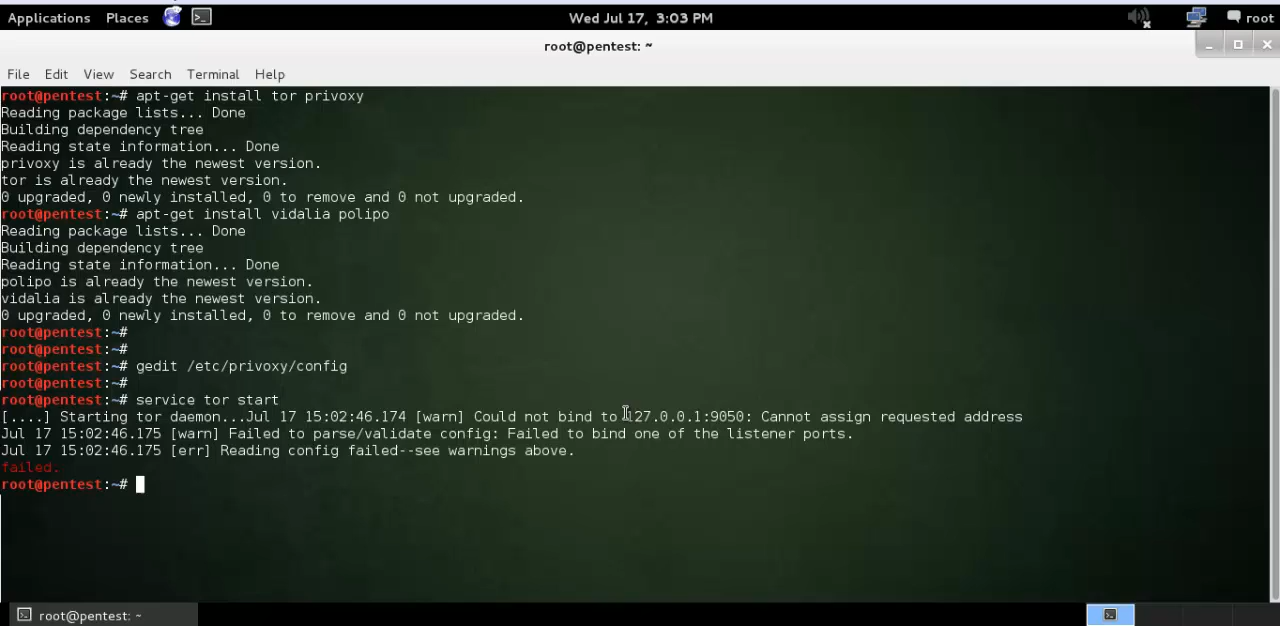 Applications Places Wed Jul 17, 3:03 PM root
root@pentest: ~
File Edit View Search Terminal Help
root@pentest:~# apt-get install tor privoxy
Reading package lists... Done
Building dependency tree
Reading state information... Done
privoxy is already the newest version.
tor is already the newest version.
0 upgraded, 0 newly installed, 0 to remove and 0 not upgraded.
root@pentest:~# apt-get install vidalia polipo
Reading package lists... Done
Building dependency tree
Reading state information... Done
polipo is already the newest version.
vidalia is already the newest version.
0 upgraded, 0 newly installed, 0 to remove and 0 not upgraded.
root@pentest:~#
root@pentest:~#
root@pentest:~# gedit /etc/privoxy/config
root@pentest:~#
root@pentest:~# service tor start
[....] Starting tor daemon...Jul 17 15:02:46.174 [warn] Could not bind to 127.0.0.1:9050: Cannot assign requested address
Jul 17 15:02:46.175 [warn] Failed to parse/validate config: Failed to bind one of the listener ports.
Jul 17 15:02:46.175 [err] Reading config failed--see warnings above.
failed.
root@pentest:~#
root@pentest: ~